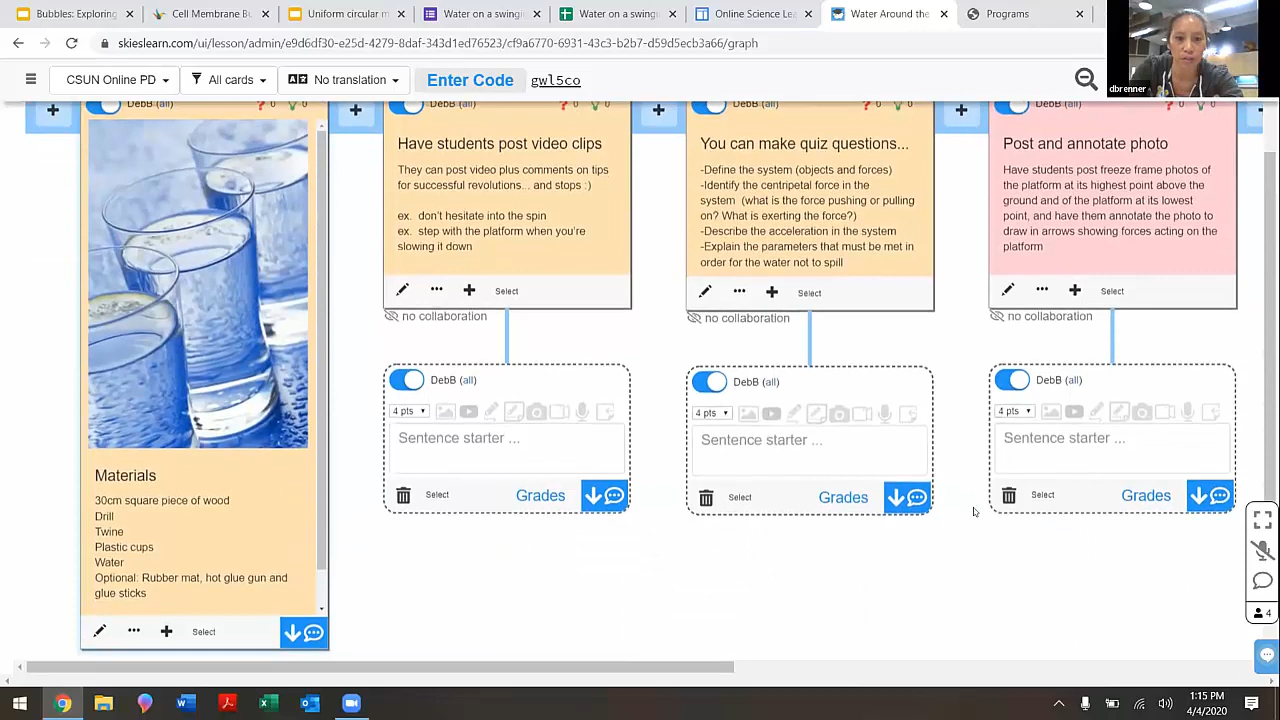 Bubbles: Exploring
Cell Membrane Bu
Uniform circular m
Water on a swingi
Water on a swingi
Online Science Lea
Water Around the
Programs
skieslearn.com/ui/lesson/admin/e9d6df30-e25d-4279-8daf-343d1ed76523/cf9a6770-6931-43c3-b2b7-d59d5ecb3a66/graph
dbrenner
CSUN Online PD
All cards
No translation
Enter Code
gwl5co
DebB (all)
? 0
0
DebB (all)
? 0
0
DebB (all)
? 0
0
DebB (all)
? 0
0
Materials
30cm square piece of wood
Drill
Twine
Plastic cups
Water
Optional: Rubber mat, hot glue gun and
glue sticks
Select
Have students post video clips
They can post video plus comments on tips
for successful revolutions... and stops :)
ex. don't hesitate into the spin
ex. step with the platform when you're
slowing it down
Select
no collaboration
DebB (all)
4 pts
Sentence starter ...
Select
Grades
You can make quiz questions...
-Define the system (objects and forces)
-Identify the centripetal force in the
system (what is the force pushing or pulling
on? What is exerting the force?)
-Describe the acceleration in the system
-Explain the parameters that must be met in
order for the water not to spill
Select
no collaboration
DebB (all)
4 pts
Sentence starter ...
Select
Grades
Post and annotate photo
Have students post freeze frame photos of
the platform at its highest point above the
ground and of the platform at its lowest
point, and have them annotate the photo to
draw in arrows showing forces acting on the
platform
Select
no collaboration
DebB (all)
4 pts
Sentence starter ...
Select
Grades
4
1:15 PM
4/4/2020